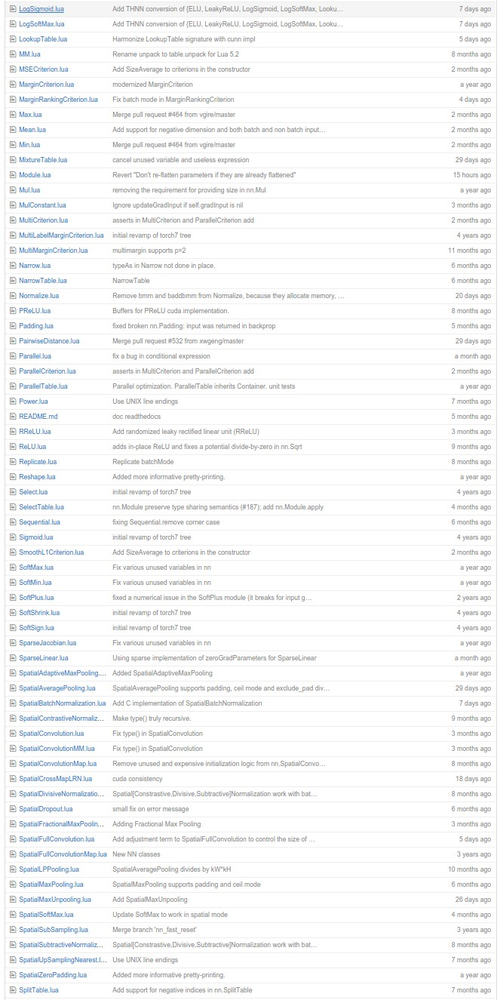 LogSigmoid.lua Add THNN conversion of {ELU, LeakyReLU, LogSigmoid, LogSoftMax, Looku… 7 days ago
LogSoftMax.lua Add THNN conversion of {ELU, LeakyReLU, LogSigmoid, LogSoftMax, Looku… 7 days ago
LookupTable.lua Harmonize LookupTable signature with cunn impl 5 days ago
MM.lua Rename unpack to table.unpack for Lua 5.2 8 months ago
MSECriterion.lua Add SizeAverage to criterions in the constructor 2 months ago
MarginCriterion.lua modernized MarginCriterion a year ago
MarginRankingCriterion.lua Fix batch mode in MarginRankingCriterion 4 days ago
Max.lua Merge pull request #464 from vgire/master 2 months ago
Mean.lua Add support for negative dimension and both batch and non batch input… 2 months ago
Min.lua Merge pull request #464 from vgire/master 2 months ago
MixtureTable.lua cancel unused variable and useless expression 29 days ago
Module.lua Revert "Don't re-flatten parameters if they are already flattened" 15 hours ago
Mul.lua removing the requirement for providing size in nn.Mul a year ago
MulConstant.lua Ignore updateGradInput if self.gradInput is nil 3 months ago
MultiCriterion.lua asserts in MultiCriterion and ParallelCriterion add 2 months ago
MultiLabelMarginCriterion.lua initial revamp of torch7 tree 4 years ago
MultiMarginCriterion.lua multimargin supports p=2 11 months ago
Narrow.lua typeAs in Narrow not done in place. 6 months ago
NarrowTable.lua NarrowTable 6 months ago
Normalize.lua Remove bmm and baddbmm from Normalize, because they allocate memory, … 20 days ago
PReLU.lua Buffers for PReLU cuda implementation. 8 months ago
Padding.lua fixed broken nn.Padding: input was returned in backprop 5 months ago
PairwiseDistance.lua Merge pull request #532 from xwgeng/master 29 days ago
Parallel.lua fix a bug in conditional expression a month ago
ParallelCriterion.lua asserts in MultiCriterion and ParallelCriterion add 2 months ago
ParallelTable.lua Parallel optimization, ParallelTable inherits Container, unit tests a year ago
Power.lua Use UNIX line endings 7 months ago
README.md doc readthedocs 5 months ago
RReLU.lua Add randomized leaky rectified linear unit (RReLU) 3 months ago
ReLU.lua adds in-place ReLU and fixes a potential divide-by-zero in nn.Sqrt 9 months ago
Replicate.lua Replicate batchMode 8 months ago
Reshape.lua Added more informative pretty-printing. a year ago
Select.lua initial revamp of torch7 tree 4 years ago
SelectTable.lua nn.Module preserve type sharing semantics (#187); add nn.Module.apply 4 months ago
Sequential.lua fixing Sequential.remove corner case 6 months ago
Sigmoid.lua initial revamp of torch7 tree 4 years ago
SmoothL1Criterion.lua Add SizeAverage to criterions in the constructor 2 months ago
SoftMax.lua Fix various unused variables in nn a year ago
SoftMin.lua Fix various unused variables in nn a year ago
SoftPlus.lua fixed a numerical issue in the SoftPlus module (it breaks for input g… 2 years ago
SoftShrink.lua initial revamp of torch7 tree 4 years ago
SoftSign.lua initial revamp of torch7 tree 4 years ago
SparseJacobian.lua Fix various unused variables in nn a year ago
SparseLinear.lua Using sparse implementation of zeroGradParameters for SparseLinear a month ago
SpatialAdaptiveMaxPooling.… Added SpatialAdaptiveMaxPooling a year ago
SpatialAveragePooling.lua SpatialAveragePooling supports padding, ceil mode and exclude_pad div… 29 days ago
SpatialBatchNormalization.lua Add C implementation of SpatialBatchNormalization 7 days ago
SpatialContrastiveNormaliz… Make type() truly recursive. 9 months ago
SpatialConvolution.lua Fix type() in SpatialConvolution 3 months ago
SpatialConvolutionMM.lua Fix type() in SpatialConvolution 3 months ago
SpatialConvolutionMap.lua Remove unused and expensive initialization logic from nn.SpatialConvo… 8 months ago
SpatialCrossMapLRN.lua cuda consistency 18 days ago
SpatialDivisiveNormalizatio… Spatial[Constrastive,Divisive,Subtractive]Normalization work with bat… 8 months ago
SpatialDropout.lua small fix on error message 6 months ago
SpatialFractionalMaxPoolin… Adding Fractional Max Pooling 3 months ago
SpatialFullConvolution.lua Add adjustment term to SpatialFullConvolution to control the size of … 5 days ago
SpatialFullConvolutionMap.lua New NN classes 3 years ago
SpatialLPPooling.lua SpatialAveragePooling divides by kW*kH 10 months ago
SpatialMaxPooling.lua SpatialMaxPooling supports padding and ceil mode 6 months ago
SpatialMaxUnpooling.lua Add SpatialMaxUnpooling 26 days ago
SpatialSoftMax.lua Update SoftMax to work in spatial mode 4 months ago
SpatialSubSampling.lua Merge branch 'nn_fast_reset' 3 years ago
SpatialSubtractiveNormaliz… Spatial[Constrastive,Divisive,Subtractive]Normalization work with bat… 8 months ago
SpatialUpSamplingNearest.l… Use UNIX line endings 7 months ago
SpatialZeroPadding.lua Added more informative pretty-printing. a year ago
SplitTable.lua Add support for negative indices in nn.SplitTable 7 months ago